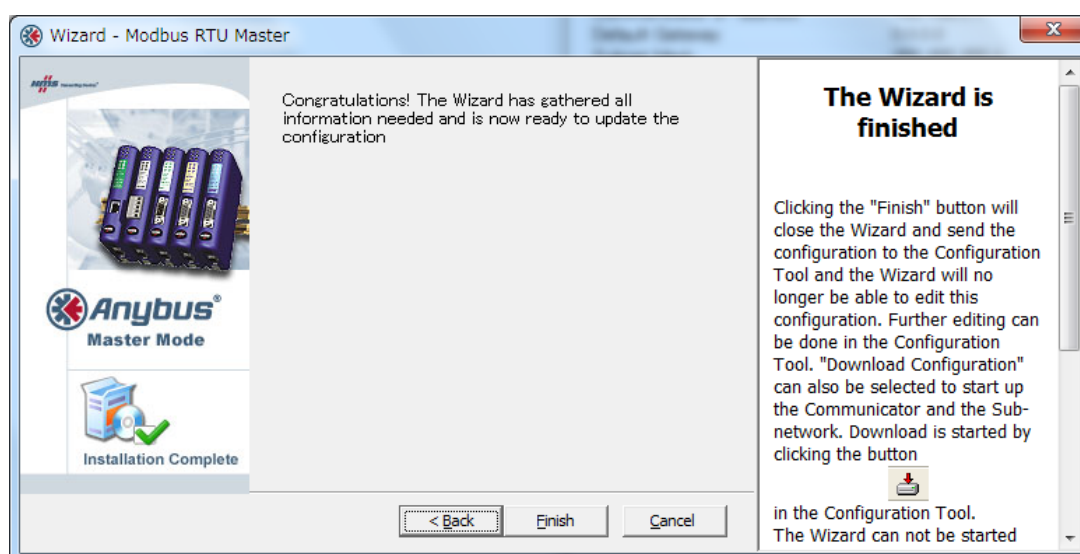 Wizard - Modbus RTU Master
HMS
Congratulations! The Wizard has gathered all
information needed and is now ready to update the
configuration
Anybus®
Master Mode
Installation Complete
< Back
Finish
Cancel
The Wizard is
finished
Clicking the "Finish" button will
close the Wizard and send the
configuration to the Configuration
Tool and the Wizard will no
longer be able to edit this
configuration. Further editing can
be done in the Configuration
Tool. "Download Configuration"
can also be selected to start up
the Communicator and the Sub-
network. Download is started by
clicking the button
in the Configuration Tool.
The Wizard can not be started